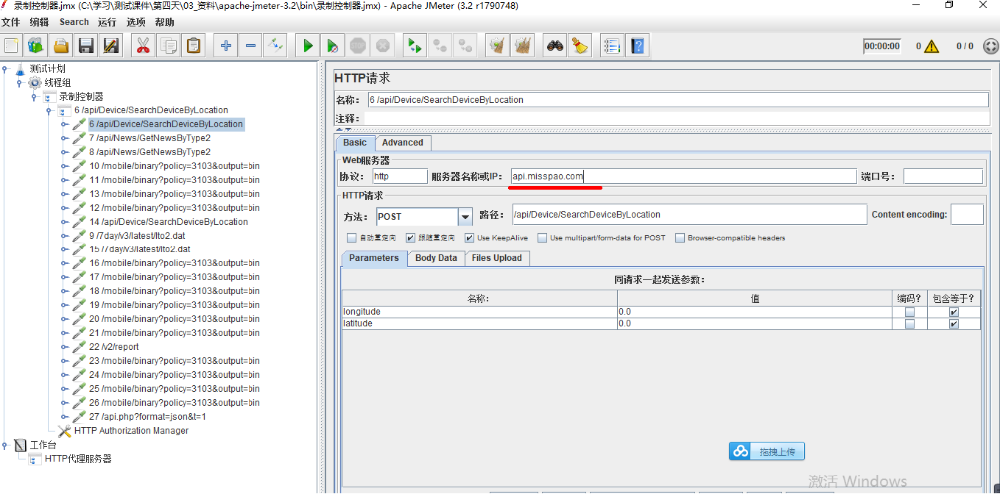 录制控制器.jmx (C:\学习\测试课件\第四天\03_资料\apache-jmeter-3.2\bin\录制控制器.jmx) - Apache JMeter (3.2 r1790748)
文件 编辑 Search 运行 选项 帮助
STOP
00:00:00 0 0 / 0
测试计划
线程组
录制控制器
6 /api/Device/SearchDeviceByLocation
6 /api/Device/SearchDeviceByLocation
7 /api/News/GetNewsByType2
8 /api/News/GetNewsByType2
10 /mobile/binary?policy=3103&output=bin
11 /mobile/binary?policy=3103&output=bin
13 /mobile/binary?policy=3103&output=bin
12 /mobile/binary?policy=3103&output=bin
14 /api/Device/SearchDeviceByLocation
9 /7day/v3/latest/lto2.dat
15 /7day/v3/latest/lto2.dat
16 /mobile/binary?policy=3103&output=bin
17 /mobile/binary?policy=3103&output=bin
18 /mobile/binary?policy=3103&output=bin
19 /mobile/binary?policy=3103&output=bin
20 /mobile/binary?policy=3103&output=bin
21 /mobile/binary?policy=3103&output=bin
22 /v2/report
23 /mobile/binary?policy=3103&output=bin
24 /mobile/binary?policy=3103&output=bin
25 /mobile/binary?policy=3103&output=bin
26 /mobile/binary?policy=3103&output=bin
27 /api.php?format=json&t=1
HTTP Authorization Manager
工作台
HTTP代理服务器
HTTP请求
名称： 6 /api/Device/SearchDeviceByLocation
注释：
Basic Advanced
Web服务器
协议： http 服务器名称或IP： api.misspao.com 端口号：
HTTP请求
方法： POST 路径： /api/Device/SearchDeviceByLocation Content encoding:
自动重定向 跟随重定向 Use KeepAlive Use multipart/form-data for POST Browser-compatible headers
Parameters Body Data Files Upload
同请求一起发送参数：
名称： 值 编码？ 包含等于？
longitude 0.0
latitude 0.0
拖拽上传
激活 Windows